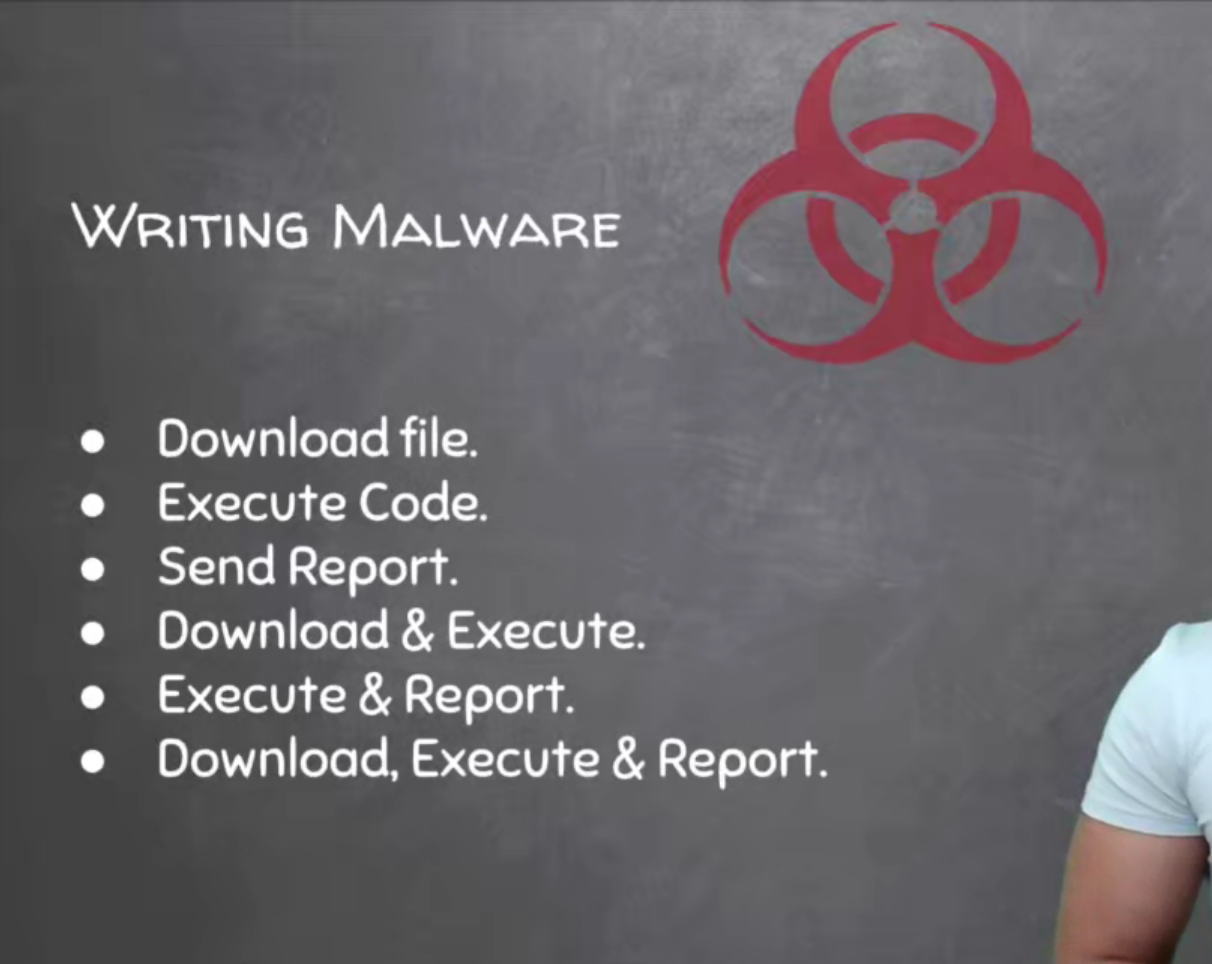 WRITING MALWARE
● Download file.
● Execute Code.
● Send Report.
● Download & Execute.
● Execute & Report.
● Download, Execute & Report.